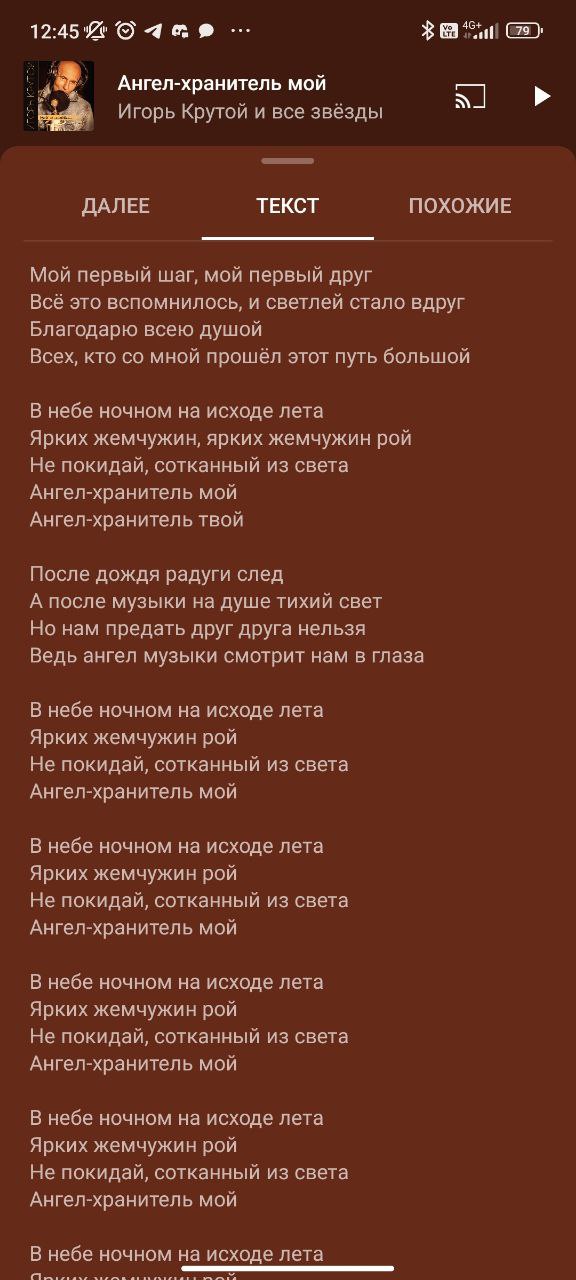 12:45
4G+
Vo
LTE
79
ИГОРЬ КРУТОЙ
Ангел-хранитель мой
Игорь Крутой и все звёзды
ДАЛЕЕ ТЕКСТ ПОХОЖИЕ
Мой первый шаг, мой первый друг
Всё это вспомнилось, и светлей стало вдруг
Благодарю всею душой
Всех, кто со мной прошёл этот путь большой
В небе ночном на исходе лета
Ярких жемчужин, ярких жемчужин рой
Не покидай, сотканный из света
Ангел-хранитель мой
Ангел-хранитель твой
После дождя радуги след
А после музыки на душе тихий свет
Но нам предать друг друга нельзя
Ведь ангел музыки смотрит нам в глаза
В небе ночном на исходе лета
Ярких жемчужин рой
Не покидай, сотканный из света
Ангел-хранитель мой
В небе ночном на исходе лета
Ярких жемчужин рой
Не покидай, сотканный из света
Ангел-хранитель мой
В небе ночном на исходе лета
Ярких жемчужин рой
Не покидай, сотканный из света
Ангел-хранитель мой
В небе ночном на исходе лета
Ярких жемчужин рой
Не покидай, сотканный из света
Ангел-хранитель мой
В небе ночном на исходе лета
Ярких жемчужин рой